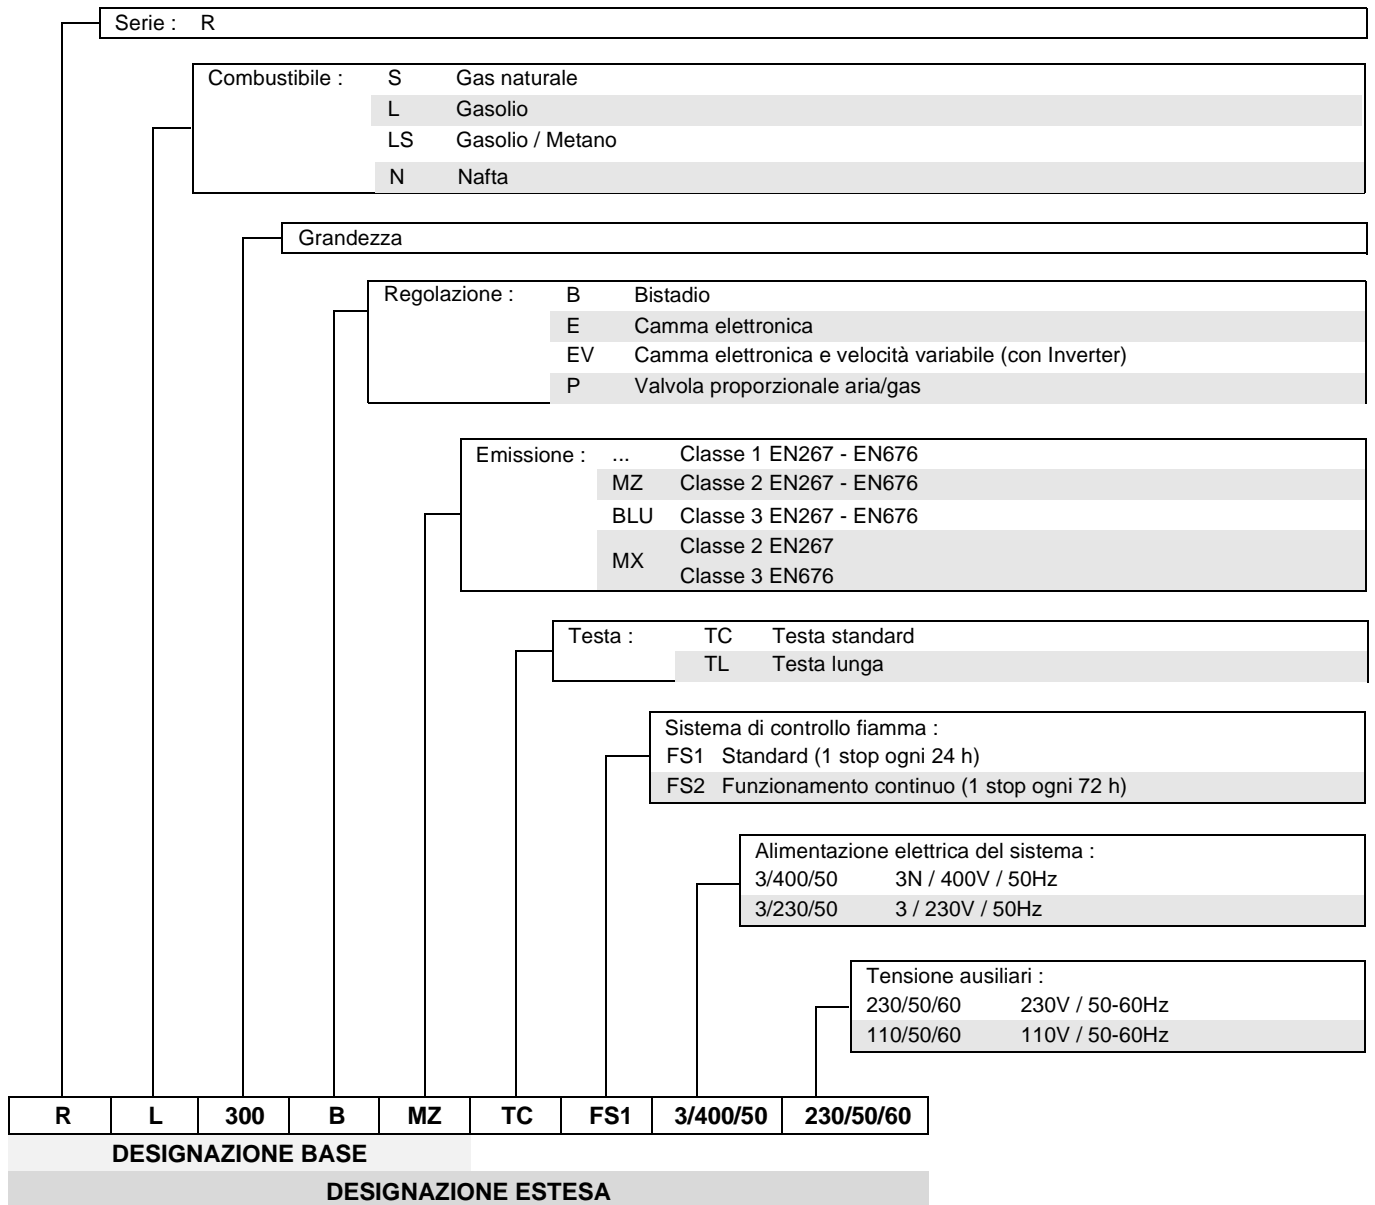 Serie : R
Combustibile : S Gas naturale
L Gasolio
LS Gasolio / Metano
N Nafta
Grandezza
Regolazione : B Bistadio
E Camma elettronica
EV Camma elettronica e velocità variabile (con Inverter)
P Valvola proporzionale aria/gas
Emissione : ... Classe 1 EN267 - EN676
MZ Classe 2 EN267 - EN676
BLU Classe 3 EN267 - EN676
MX Classe 2 EN267
Classe 3 EN676
Testa : TC Testa standard
TL Testa lunga
Sistema di controllo fiamma :
FS1 Standard (1 stop ogni 24 h)
FS2 Funzionamento continuo (1 stop ogni 72 h)
Alimentazione elettrica del sistema :
3/400/50 3N / 400V / 50Hz
3/230/50 3 / 230V / 50Hz
Tensione ausiliari :
230/50/60 230V / 50-60Hz
110/50/60 110V / 50-60Hz
R L 300 B MZ TC FS1 3/400/50 230/50/60
DESIGNAZIONE BASE
DESIGNAZIONE ESTESA